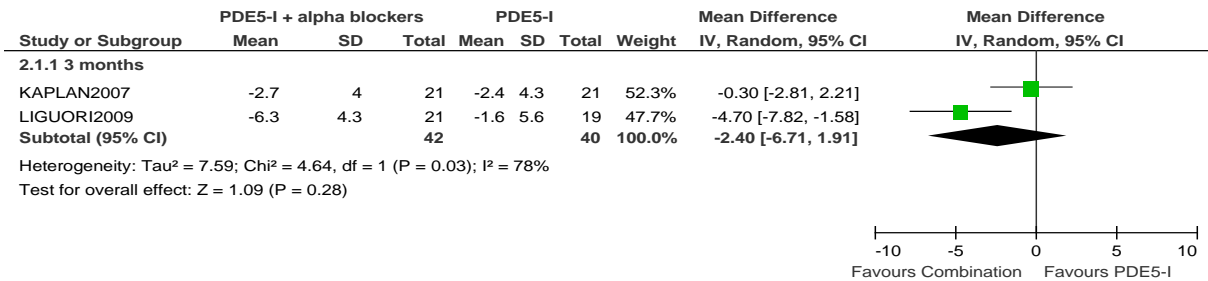 PDE5-I + alpha blockers PDE5-I Mean Difference Mean Difference
Study or Subgroup Mean SD Total Mean SD Total Weight IV, Random, 95% CI IV, Random, 95% CI
2.1.1 3 months
KAPLAN2007 -2.7 4 21 -2.4 4.3 21 52.3% -0.30 [-2.81, 2.21]
LIGUORI2009 -6.3 4.3 21 -1.6 5.6 19 47.7% -4.70 [-7.82, -1.58]
Subtotal (95% CI) 42 40 100.0% -2.40 [-6.71, 1.91]
Heterogeneity: Tau² = 7.59; Chi² = 4.64, df = 1 (P = 0.03); I² = 78%
Test for overall effect: Z = 1.09 (P = 0.28)
-10 -5 0 5 10
Favours Combination Favours PDE5-I